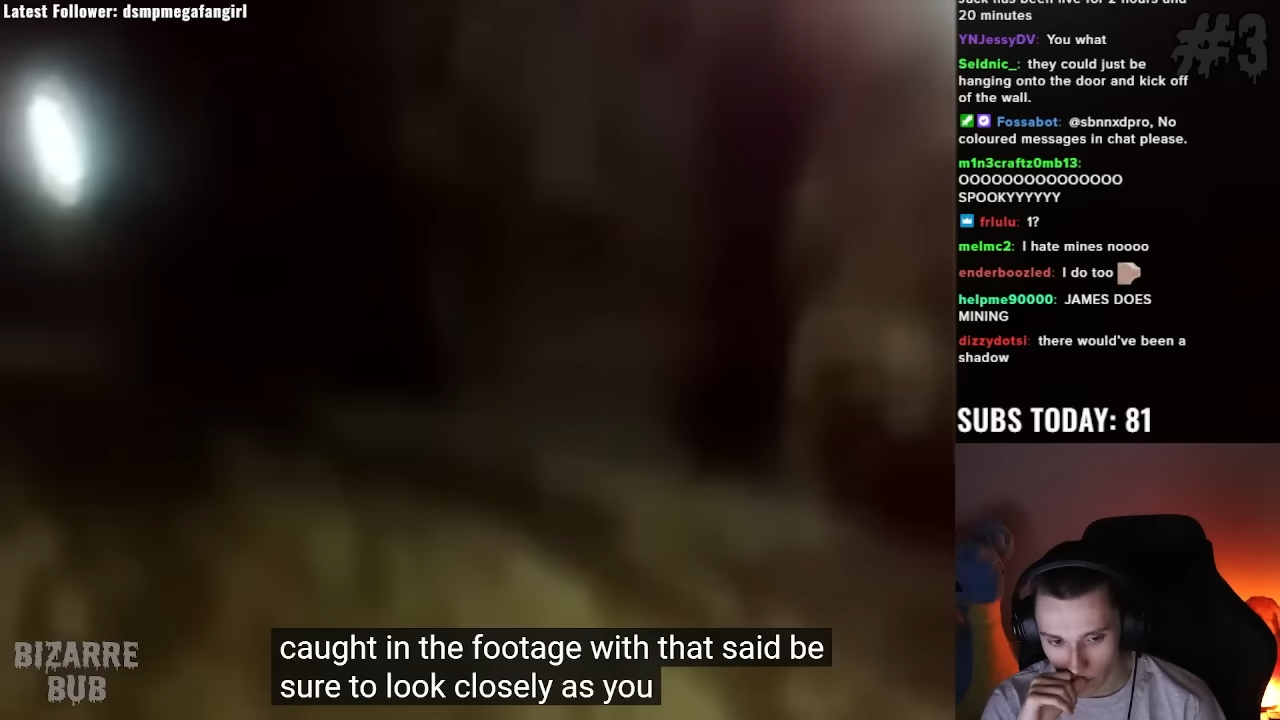 Latest Follower: dsmpmegafangirl
Jack has been live for 2 hours and
20 minutes
YNJessyDV: You what
Seldnic_: they could just be
hanging onto the door and kick off
of the wall.
Fossabot: @sbnnxdpro, No
coloured messages in chat please.
m1n3craftz0mb13:
OOOOOOOOOOOOOOO
SPOOKYYYYYY
frlulu: 1?
melmc2: I hate mines noooo
enderboozled: I do too
helpme90000: JAMES DOES
MINING
dizzydotsi: there would've been a
shadow
#3
SUBS TODAY: 81
BIZARRE
BUB
caught in the footage with that said be
sure to look closely as you